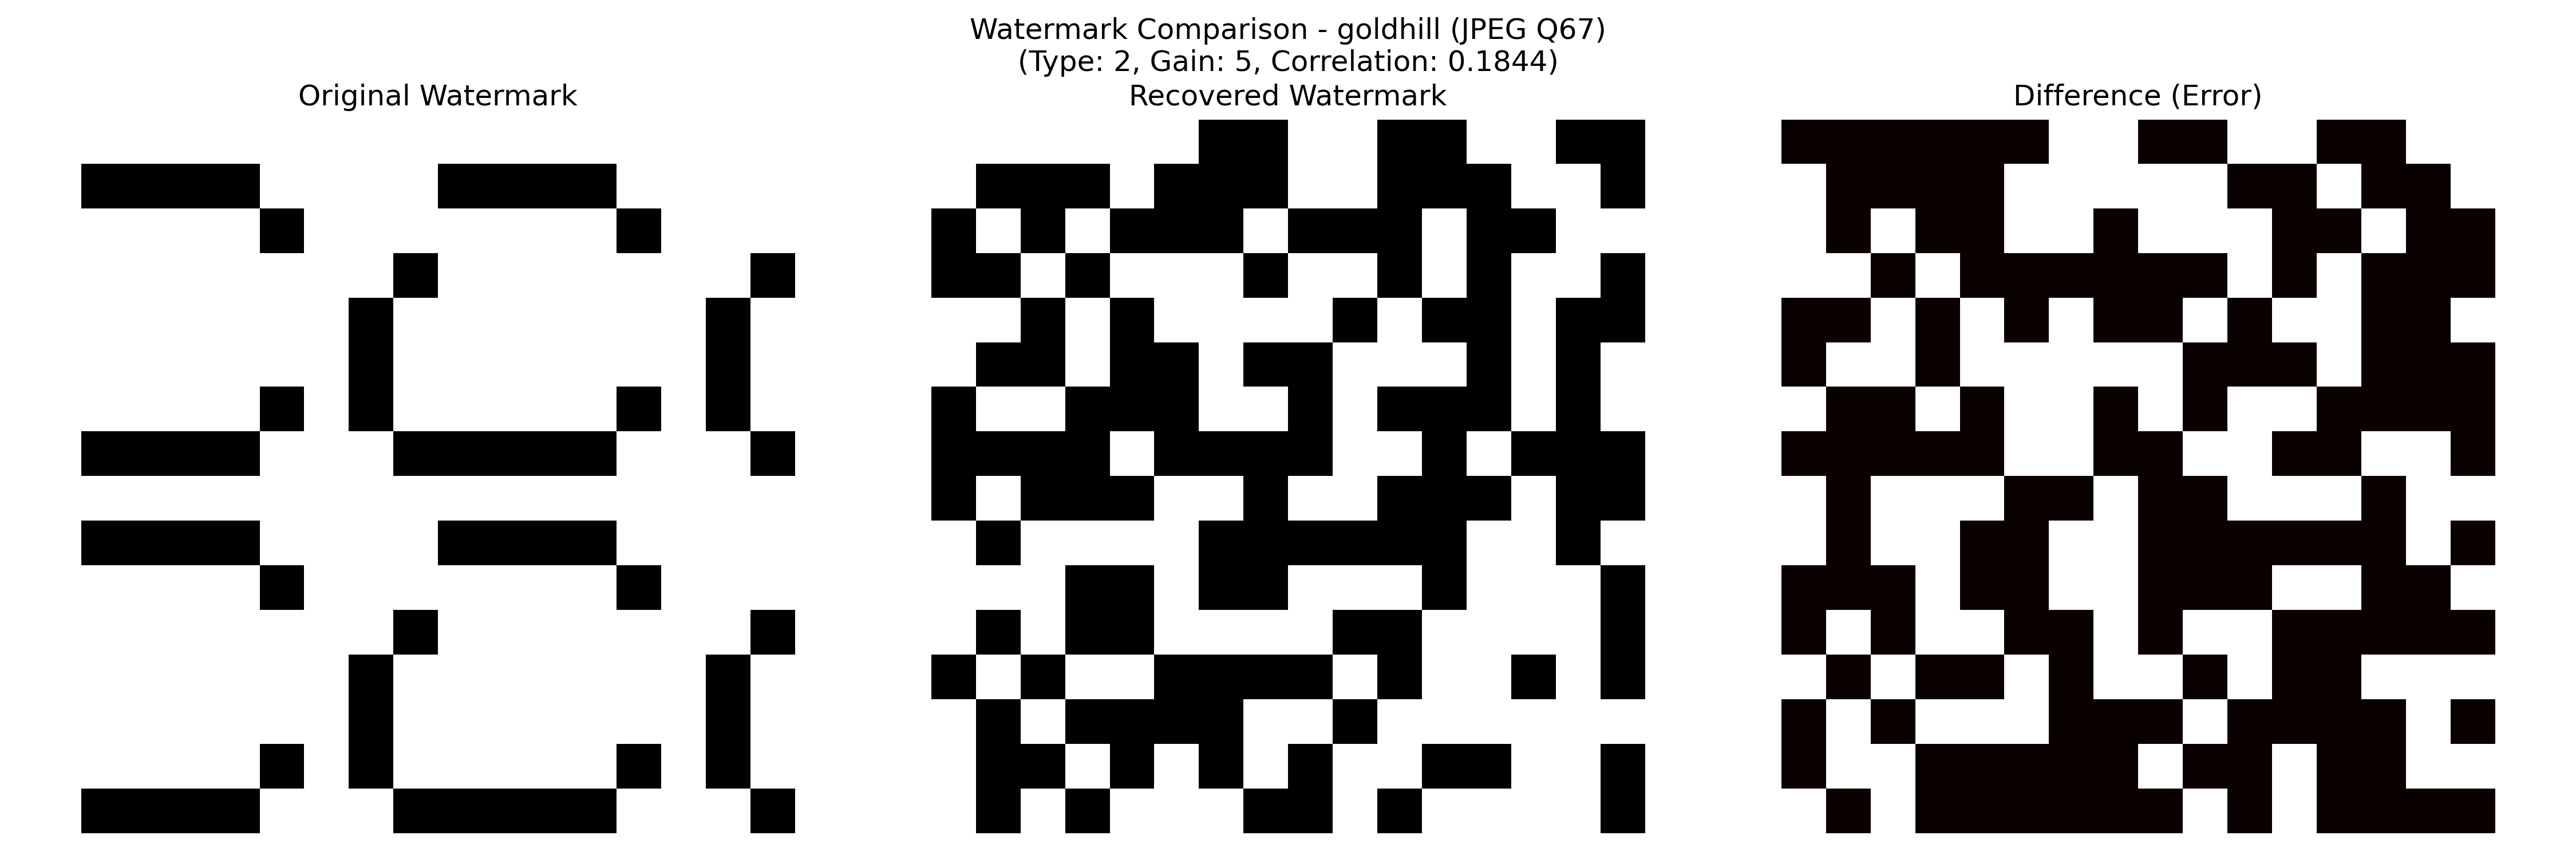 Watermark Comparison - goldhill (JPEG Q67)
(Type: 2, Gain: 5, Correlation: 0.1844)
Original Watermark
Recovered Watermark
Difference (Error)